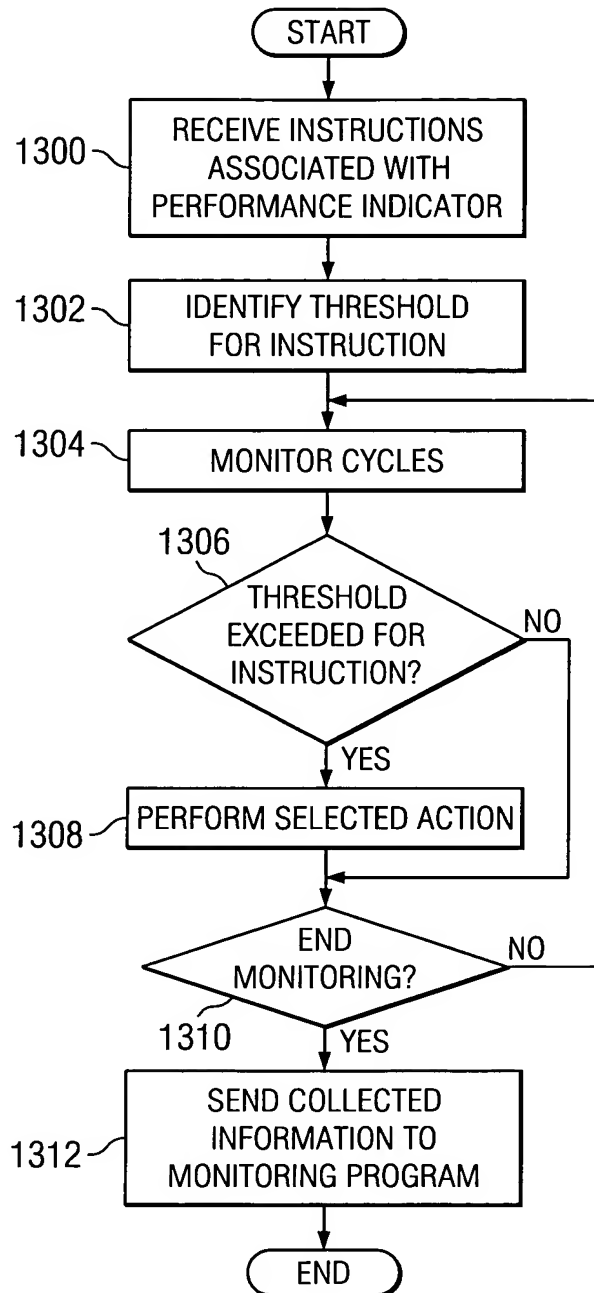 START
1300
RECEIVE INSTRUCTIONS
ASSOCIATED WITH
PERFORMANCE INDICATOR
1302
IDENTIFY THRESHOLD
FOR INSTRUCTION
1304
MONITOR CYCLES
1306
THRESHOLD
EXCEEDED FOR
INSTRUCTION?
NO
YES
1308
PERFORM SELECTED ACTION
END
MONITORING?
NO
1310
YES
1312
SEND COLLECTED
INFORMATION TO
MONITORING PROGRAM
END